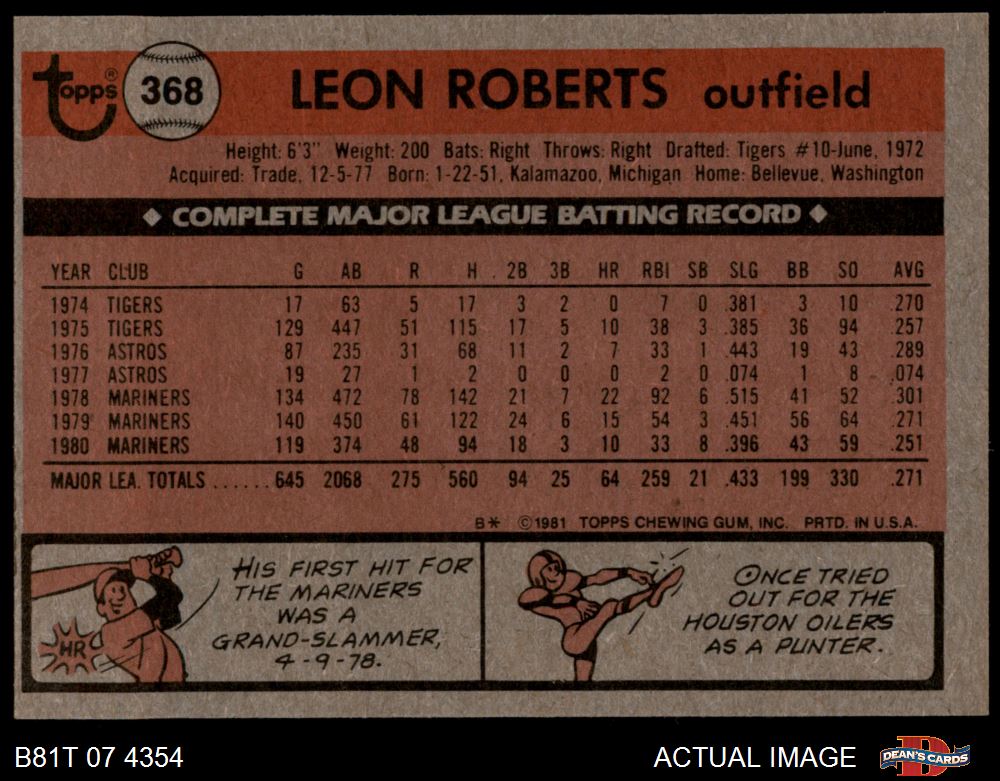 Topps® 368 LEON ROBERTS outfield
Height: 6'3" Weight: 200 Bats: Right Throws: Right Drafted: Tigers #10-June, 1972
Acquired: Trade, 12-5-77 Born: 1-22-51, Kalamazoo, Michigan Home: Bellevue, Washington
◆ COMPLETE MAJOR LEAGUE BATTING RECORD ◆
YEAR CLUB G AB R H 2B 3B HR RBI SB SLG BB SO AVG
1974 TIGERS 17 63 5 17 3 2 0 7 0 .381 3 10 .270
1975 TIGERS 129 447 51 115 17 5 10 38 3 .385 36 94 .257
1976 ASTROS 87 235 31 68 11 2 7 33 1 .443 19 43 .289
1977 ASTROS 19 27 1 2 0 0 0 2 0 .074 1 8 .074
1978 MARINERS 134 472 78 142 21 7 22 92 6 .515 41 52 .301
1979 MARINERS 140 450 61 122 24 6 15 54 3 .451 56 64 .271
1980 MARINERS 119 374 48 94 18 3 10 33 8 .396 43 59 .251
MAJOR LEA. TOTALS ...... 645 2068 275 560 94 25 64 259 21 .433 199 330 .271
B* ©1981 TOPPS CHEWING GUM, INC. PRTD. IN U.S.A.
HIS FIRST HIT FOR
THE MARINERS
WAS A
GRAND-SLAMMER,
4-9-78.
HR
ONCE TRIED
OUT FOR THE
HOUSTON OILERS
AS A PUNTER.
B81T 07 4354 ACTUAL IMAGE DEAN'S CARDS